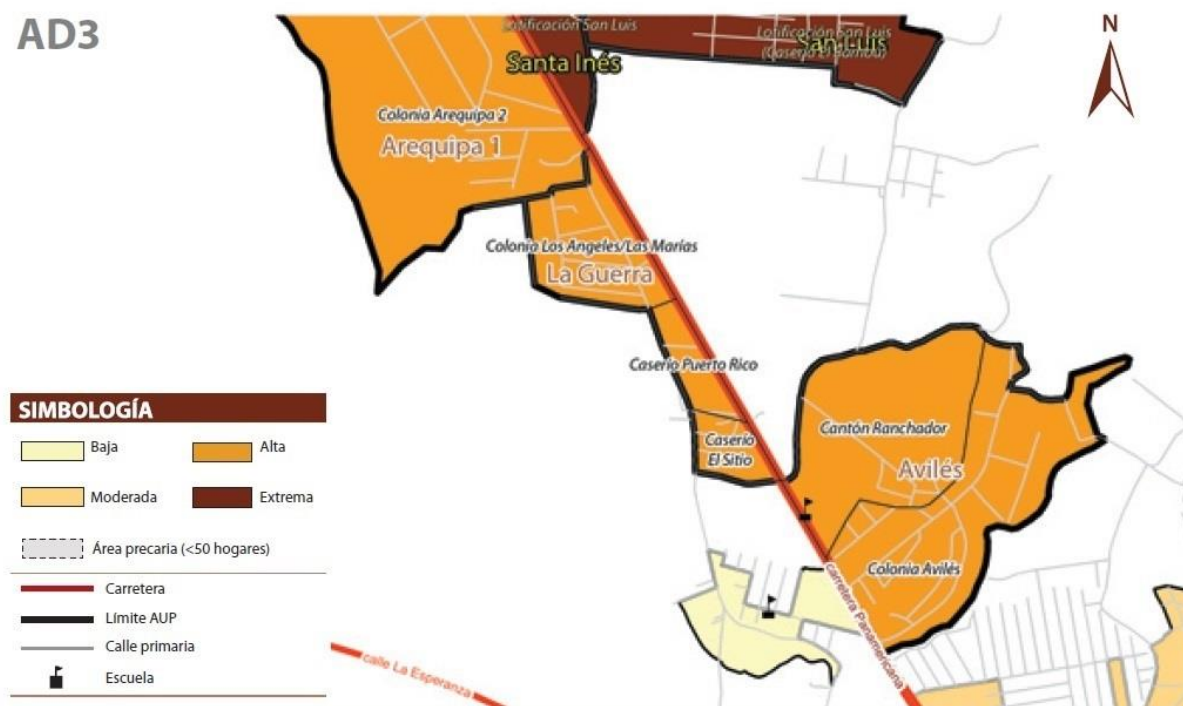 AD3
N
Lotificación San Luis
Santa Inés
Lotificación San Luis
San Luis
Colonia Arequipa 2
Arequipa 1
Colonia Los Angeles/Las Marías
La Guerra
Caserío Puerto Rico
Caserío
El Sitio
Cantón Ranchador
Avilés
Colonia Avilés
carretera Panamericana
calle La Esperanza
SIMBOLOGÍA
Baja
Alta
Moderada
Extrema
Área precaria (<50 hogares)
Carretera
Límite AUP
Calle primaria
Escuela